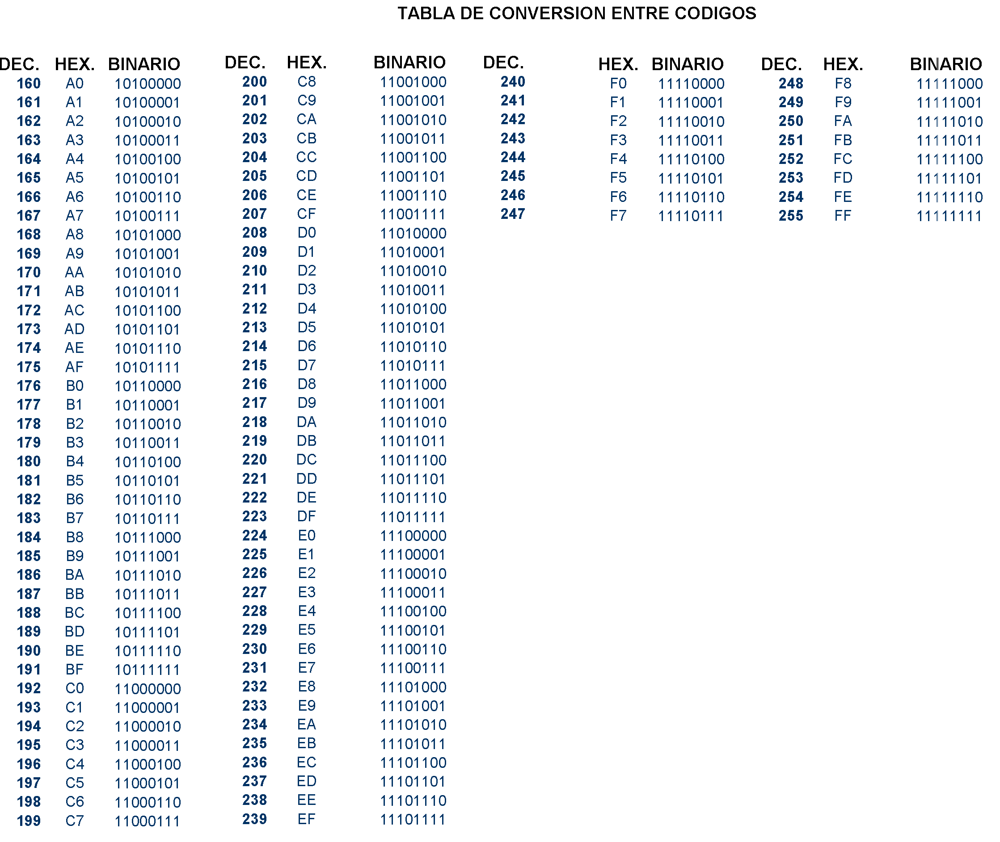 TABLA DE CONVERSION ENTRE CODIGOS
DEC. HEX. BINARIO DEC. HEX. BINARIO DEC. HEX. BINARIO DEC. HEX. BINARIO
160 A0 10100000 200 C8 11001000 240 F0 11110000 248 F8 11111000
161 A1 10100001 201 C9 11001001 241 F1 11110001 249 F9 11111001
162 A2 10100010 202 CA 11001010 242 F2 11110010 250 FA 11111010
163 A3 10100011 203 CB 11001011 243 F3 11110011 251 FB 11111011
164 A4 10100100 204 CC 11001100 244 F4 11110100 252 FC 11111100
165 A5 10100101 205 CD 11001101 245 F5 11110101 253 FD 11111101
166 A6 10100110 206 CE 11001110 246 F6 11110110 254 FE 11111110
167 A7 10100111 207 CF 11001111 247 F7 11110111 255 FF 11111111
168 A8 10101000 208 D0 11010000
169 A9 10101001 209 D1 11010001
170 AA 10101010 210 D2 11010010
171 AB 10101011 211 D3 11010011
172 AC 10101100 212 D4 11010100
173 AD 10101101 213 D5 11010101
174 AE 10101110 214 D6 11010110
175 AF 10101111 215 D7 11010111
176 B0 10110000 216 D8 11011000
177 B1 10110001 217 D9 11011001
178 B2 10110010 218 DA 11011010
179 B3 10110011 219 DB 11011011
180 B4 10110100 220 DC 11011100
181 B5 10110101 221 DD 11011101
182 B6 10110110 222 DE 11011110
183 B7 10110111 223 DF 11011111
184 B8 10111000 224 E0 11100000
185 B9 10111001 225 E1 11100001
186 BA 10111010 226 E2 11100010
187 BB 10111011 227 E3 11100011
188 BC 10111100 228 E4 11100100
189 BD 10111101 229 E5 11100101
190 BE 10111110 230 E6 11100110
191 BF 10111111 231 E7 11100111
192 C0 11000000 232 E8 11101000
193 C1 11000001 233 E9 11101001
194 C2 11000010 234 EA 11101010
195 C3 11000011 235 EB 11101011
196 C4 11000100 236 EC 11101100
197 C5 11000101 237 ED 11101101
198 C6 11000110 238 EE 11101110
199 C7 11000111 239 EF 11101111